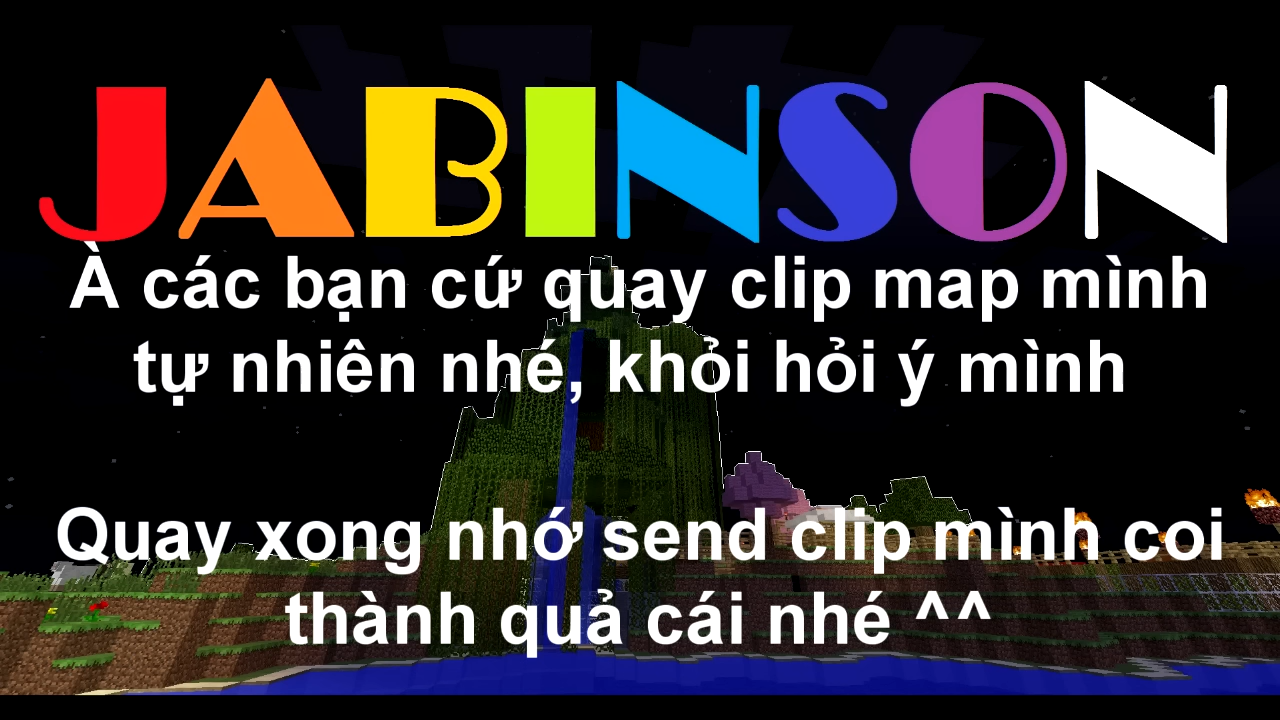 JABINSON
À các bạn cứ quay clip map mình
tự nhiên nhé, khỏi hỏi ý mình
Quay xong nhớ send clip mình coi
thành quả cái nhé ^^